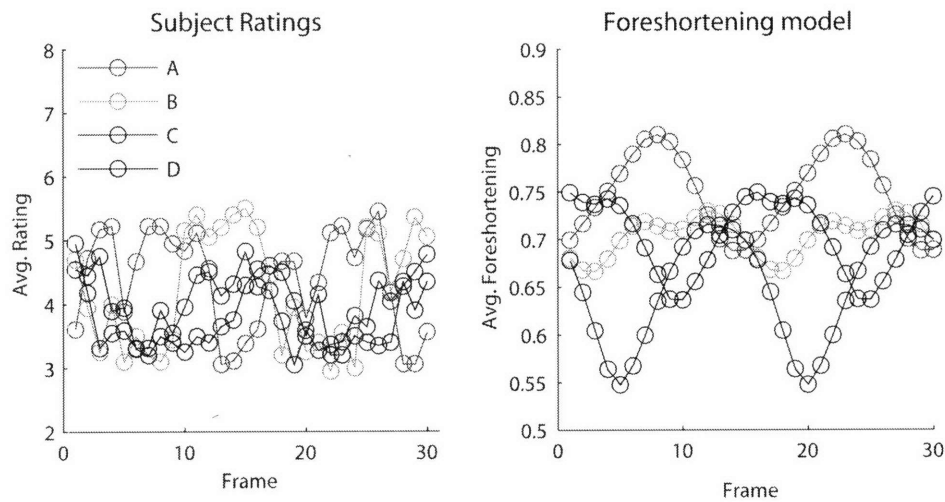 Subject Ratings
8
7
6
5
4
3
2
Avg. Rating
A
B
C
D
0
10
20
30
Frame
Foreshortening model
0.9
0.85
0.8
0.75
0.7
0.65
0.6
0.55
0.5
Avg. Foreshortening
0
10
20
30
Frame